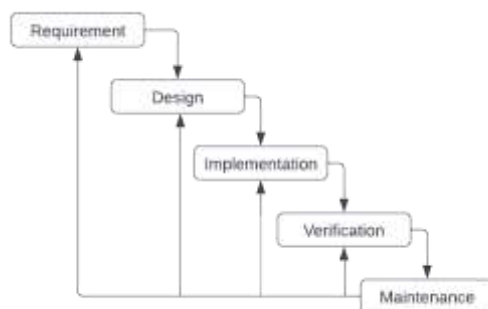 Requirement
Design
Implementation
Verification
Maintenance